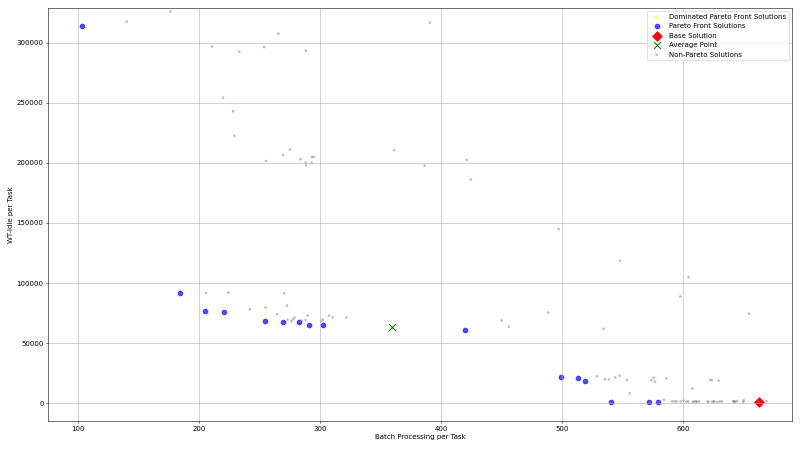 Dominated Pareto Front Solutions
Pareto Front Solutions
Base Solution
Average Point
Non-Pareto Solutions
300000
250000
200000
150000
100000
50000
0
WT-Idle per Task
100 200 300 400 500 600
Batch Processing per Task